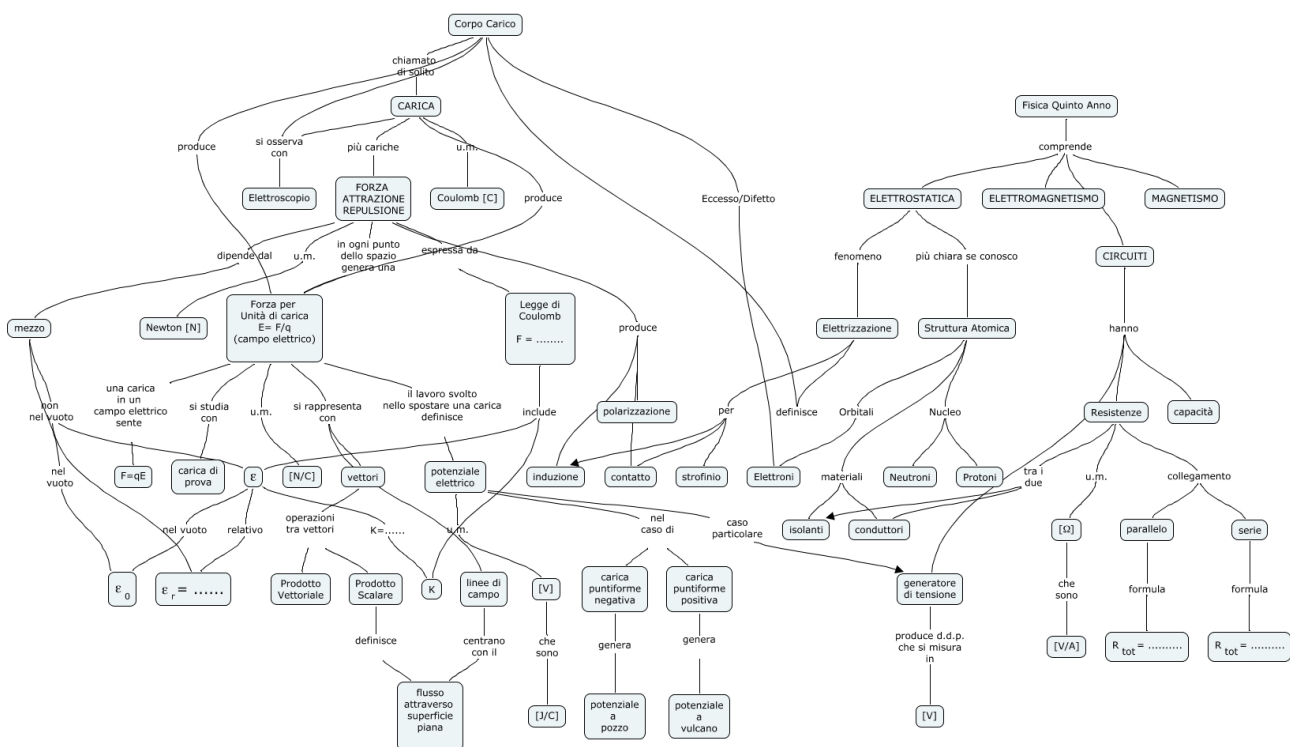 Corpo Carico
chiamato
di solito
CARICA
Fisica Quinto Anno
produce
si osserva
con
più cariche
u.m.
comprende
Elettroscopio
FORZA
ATTRAZIONE
REPULSIONE
Coulomb [C]
produce
Eccesso/Difetto
ELETTROSTATICA
ELETTROMAGNETISMO
MAGNETISMO
dipende dal
u.m.
in ogni punto
dello spazio
genera una
espressa da
fenomeno
più chiara se conosco
CIRCUITI
mezzo
Newton [N]
Forza per
Unità di carica
E= F/q
(campo elettrico)
Legge di
Coulomb
F = ........
produce
Elettrizzazione
Struttura Atomica
hanno
non
nel vuoto
una carica
in un
campo elettrico
sente
si studia
con
u.m.
si rappresenta
con
il lavoro svolto
nello spostare una carica
definisce
include
polarizzazione
per
definisce
Orbitali
Nucleo
Resistenze
capacità
nel
vuoto
F=qE
carica di
prova
ε
[N/C]
vettori
potenziale
elettrico
induzione
contatto
strofinio
Elettroni
materiali
Neutroni
Protoni
tra i
due
u.m.
collegamento
nel vuoto
relativo
operazioni
tra vettori
K=......
u.m.
nel
caso di
caso
particolare
isolanti
conduttori
[Ω]
parallelo
serie
ε 0
ε r = ......
Prodotto
Vettoriale
Prodotto
Scalare
K
linee di
campo
[V]
carica
puntiforme
negativa
carica
puntiforme
positiva
generatore
di tensione
che
sono
formula
formula
definisce
centrano
con il
che
sono
genera
genera
produce d.d.p.
che si misura
in
[V/A]
R tot = ..........
R tot = ..........
flusso
attraverso
superficie
piana
[J/C]
potenziale
a
pozzo
potenziale
a
vulcano
[V]